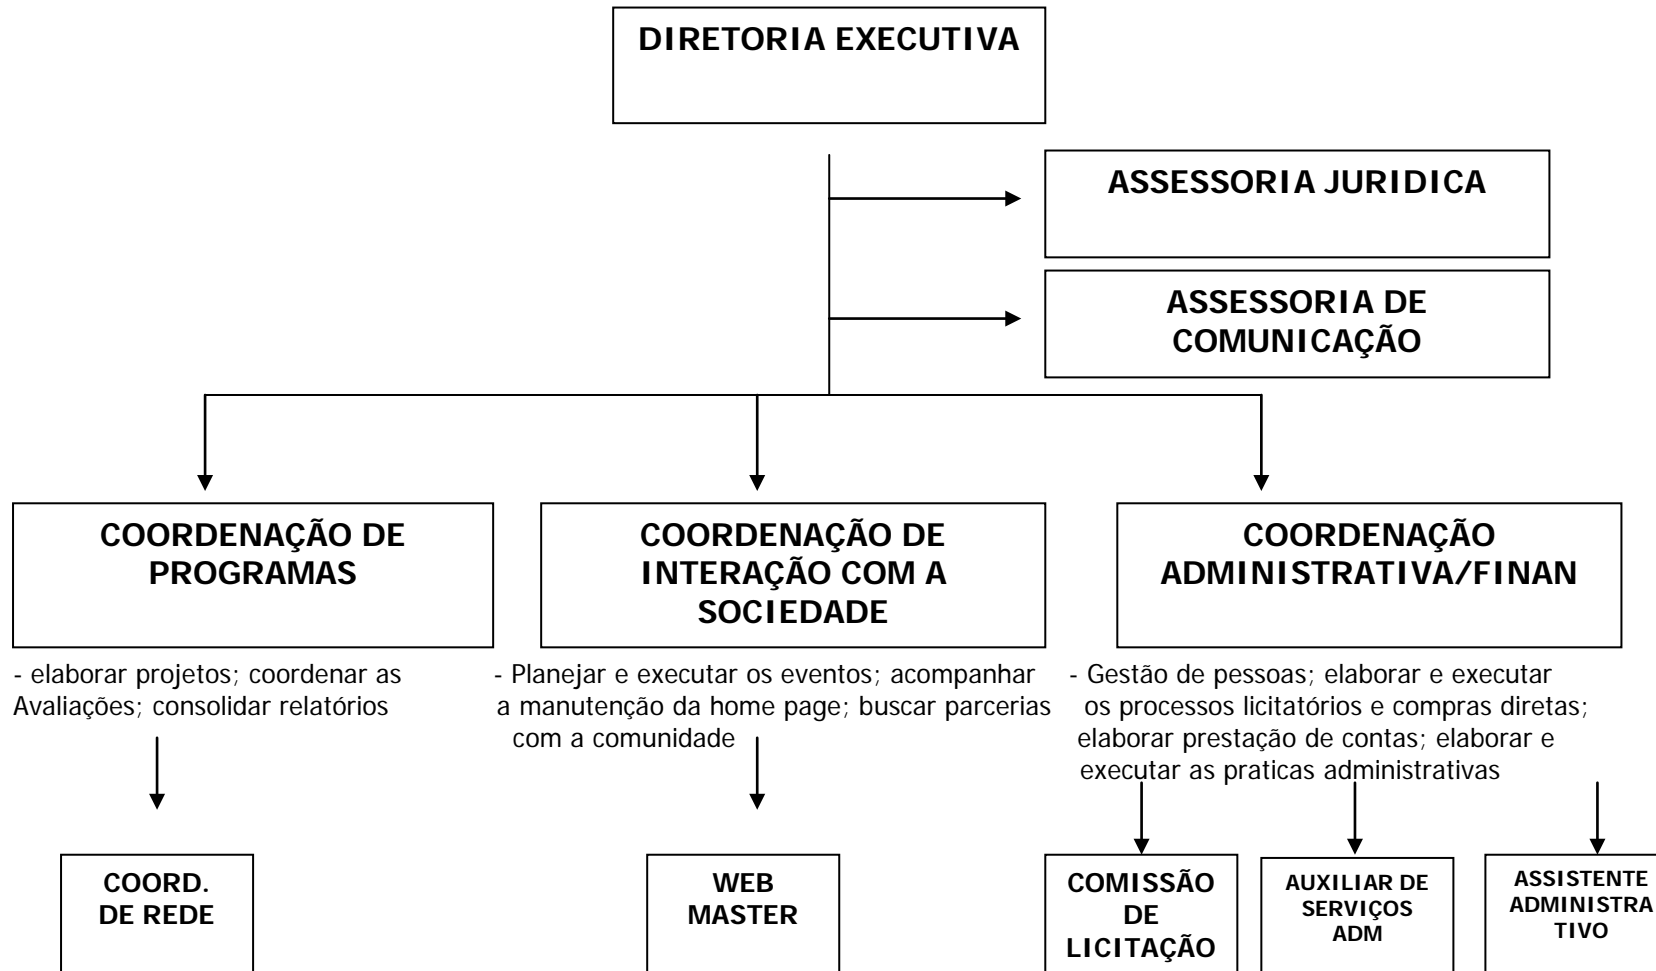 DIRETORIA EXECUTIVA
ASSESSORIA JURIDICA
ASSESSORIA DE
COMUNICAÇÃO
COORDENAÇÃO DE
PROGRAMAS
COORDENAÇÃO DE
INTERAÇÃO COM A
SOCIEDADE
COORDENAÇÃO
ADMINISTRATIVA/FINAN
- elaborar projetos; coordenar as
Avaliações; consolidar relatórios
- Planejar e executar os eventos; acompanhar
a manutenção da home page; buscar parcerias
com a comunidade
- Gestão de pessoas; elaborar e executar
os processos licitatórios e compras diretas;
elaborar prestação de contas; elaborar e
executar as praticas administrativas
COORD.
DE REDE
WEB
MASTER
COMISSÃO
DE
LICITAÇÃO
AUXILIAR DE
SERVIÇOS
ADM
ASSISTENTE
ADMINISTRA
TIVO